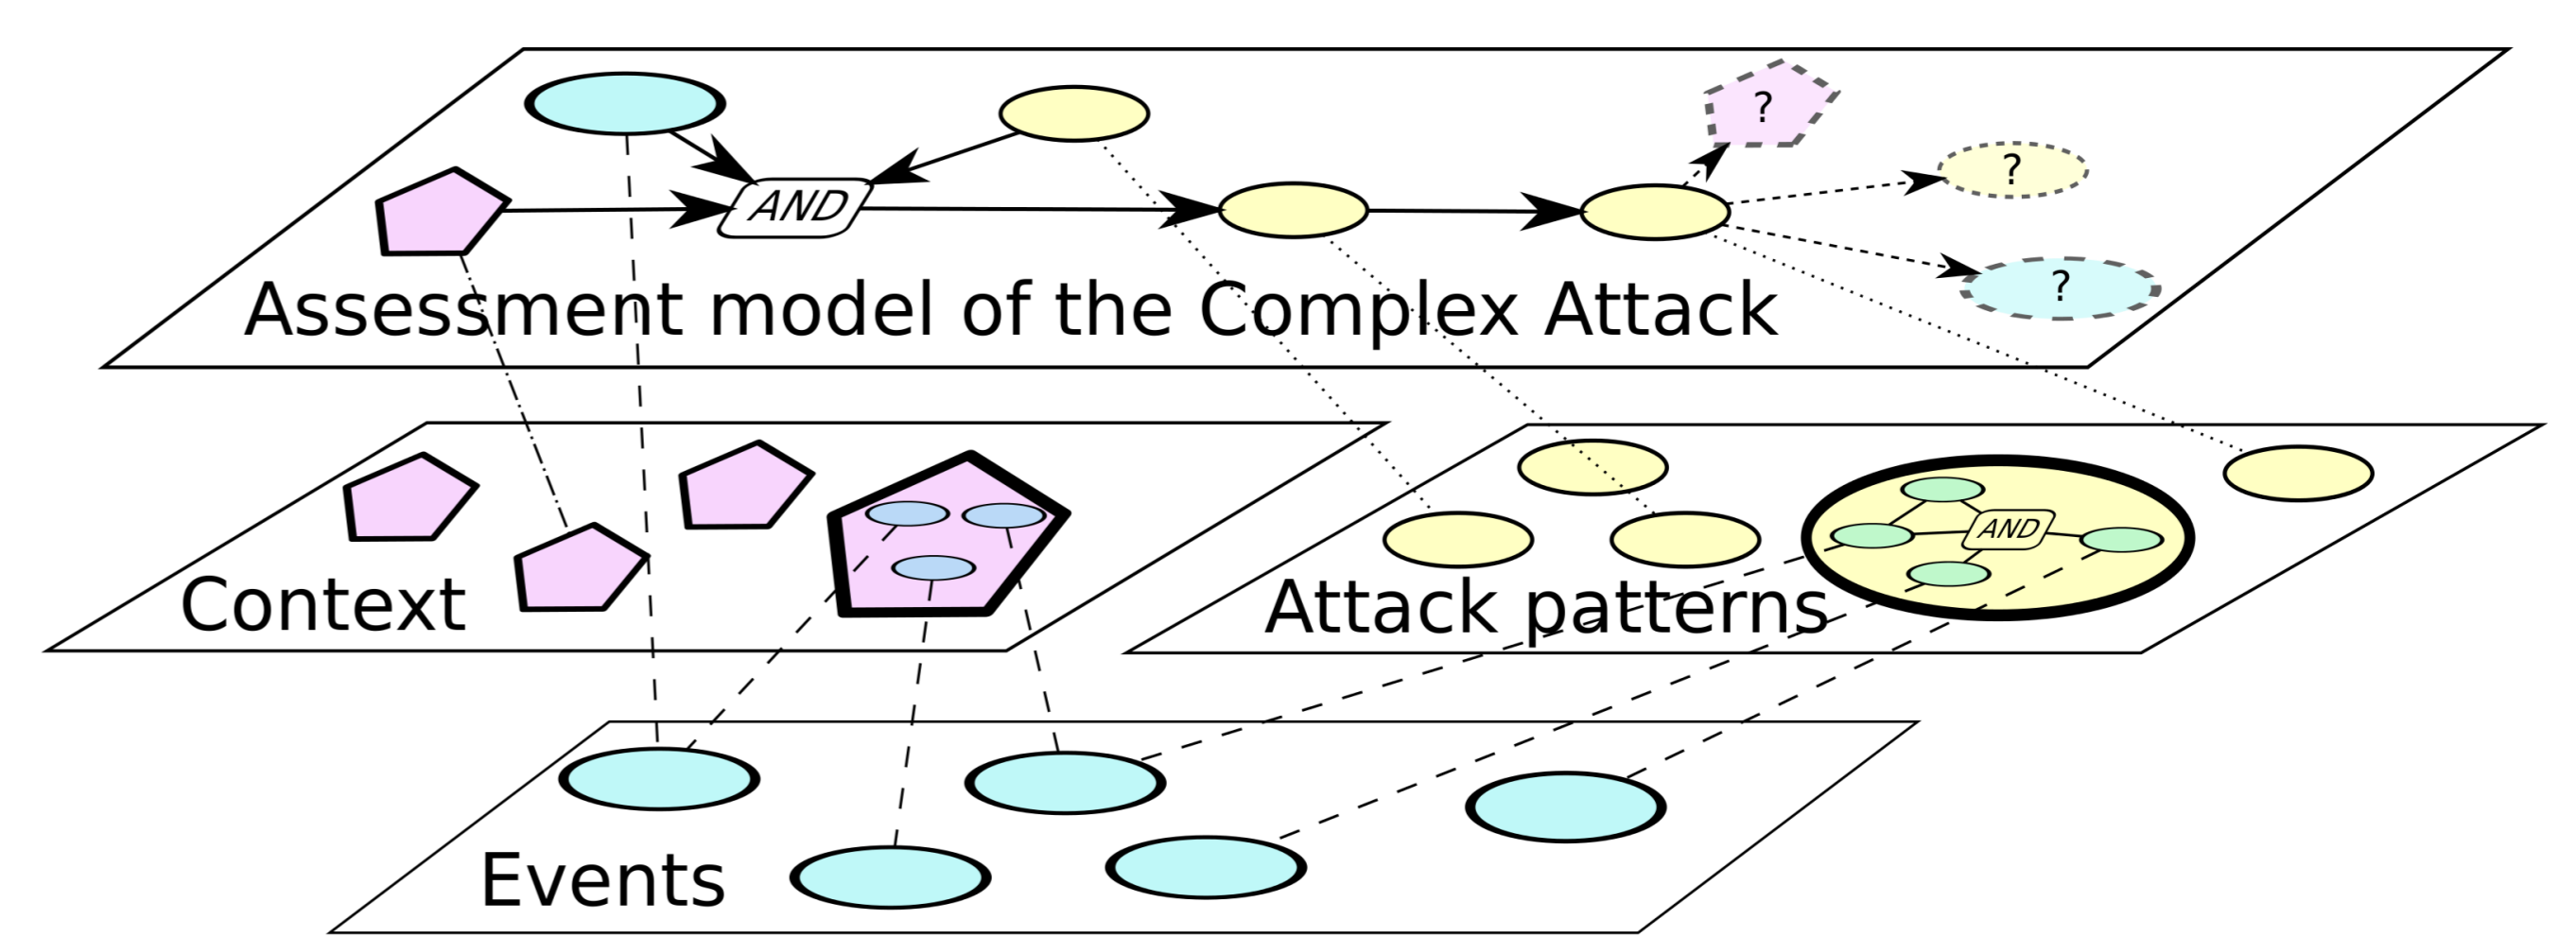 ?
?
AND
?
Assessment model of the Complex Attack
AND
Context
Attack patterns
Events